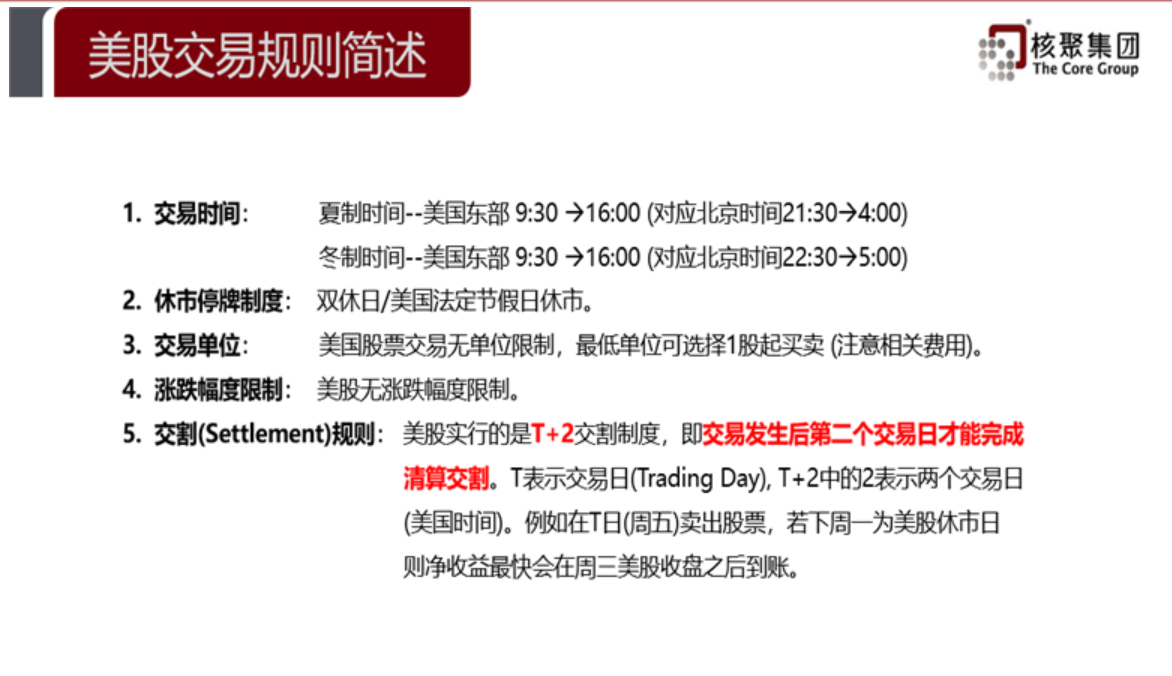 美股交易规则简述
核聚集团
The Core Group
1. 交易时间： 夏制时间--美国东部 9:30 →16:00 (对应北京时间21:30→4:00)
冬制时间--美国东部 9:30 →16:00 (对应北京时间22:30→5:00)
2. 休市停牌制度： 双休日/美国法定节假日休市。
3. 交易单位： 美国股票交易无单位限制，最低单位可选择1股起买卖 (注意相关费用)。
4. 涨跌幅度限制： 美股无涨跌幅度限制。
5. 交割(Settlement)规则： 美股实行的是T+2交割制度，即交易发生后第二个交易日才能完成
清算交割。T表示交易日(Trading Day), T+2中的2表示两个交易日
(美国时间)。例如在T日(周五)卖出股票，若下周一为美股休市日
则净收益最快会在周三美股收盘之后到账。